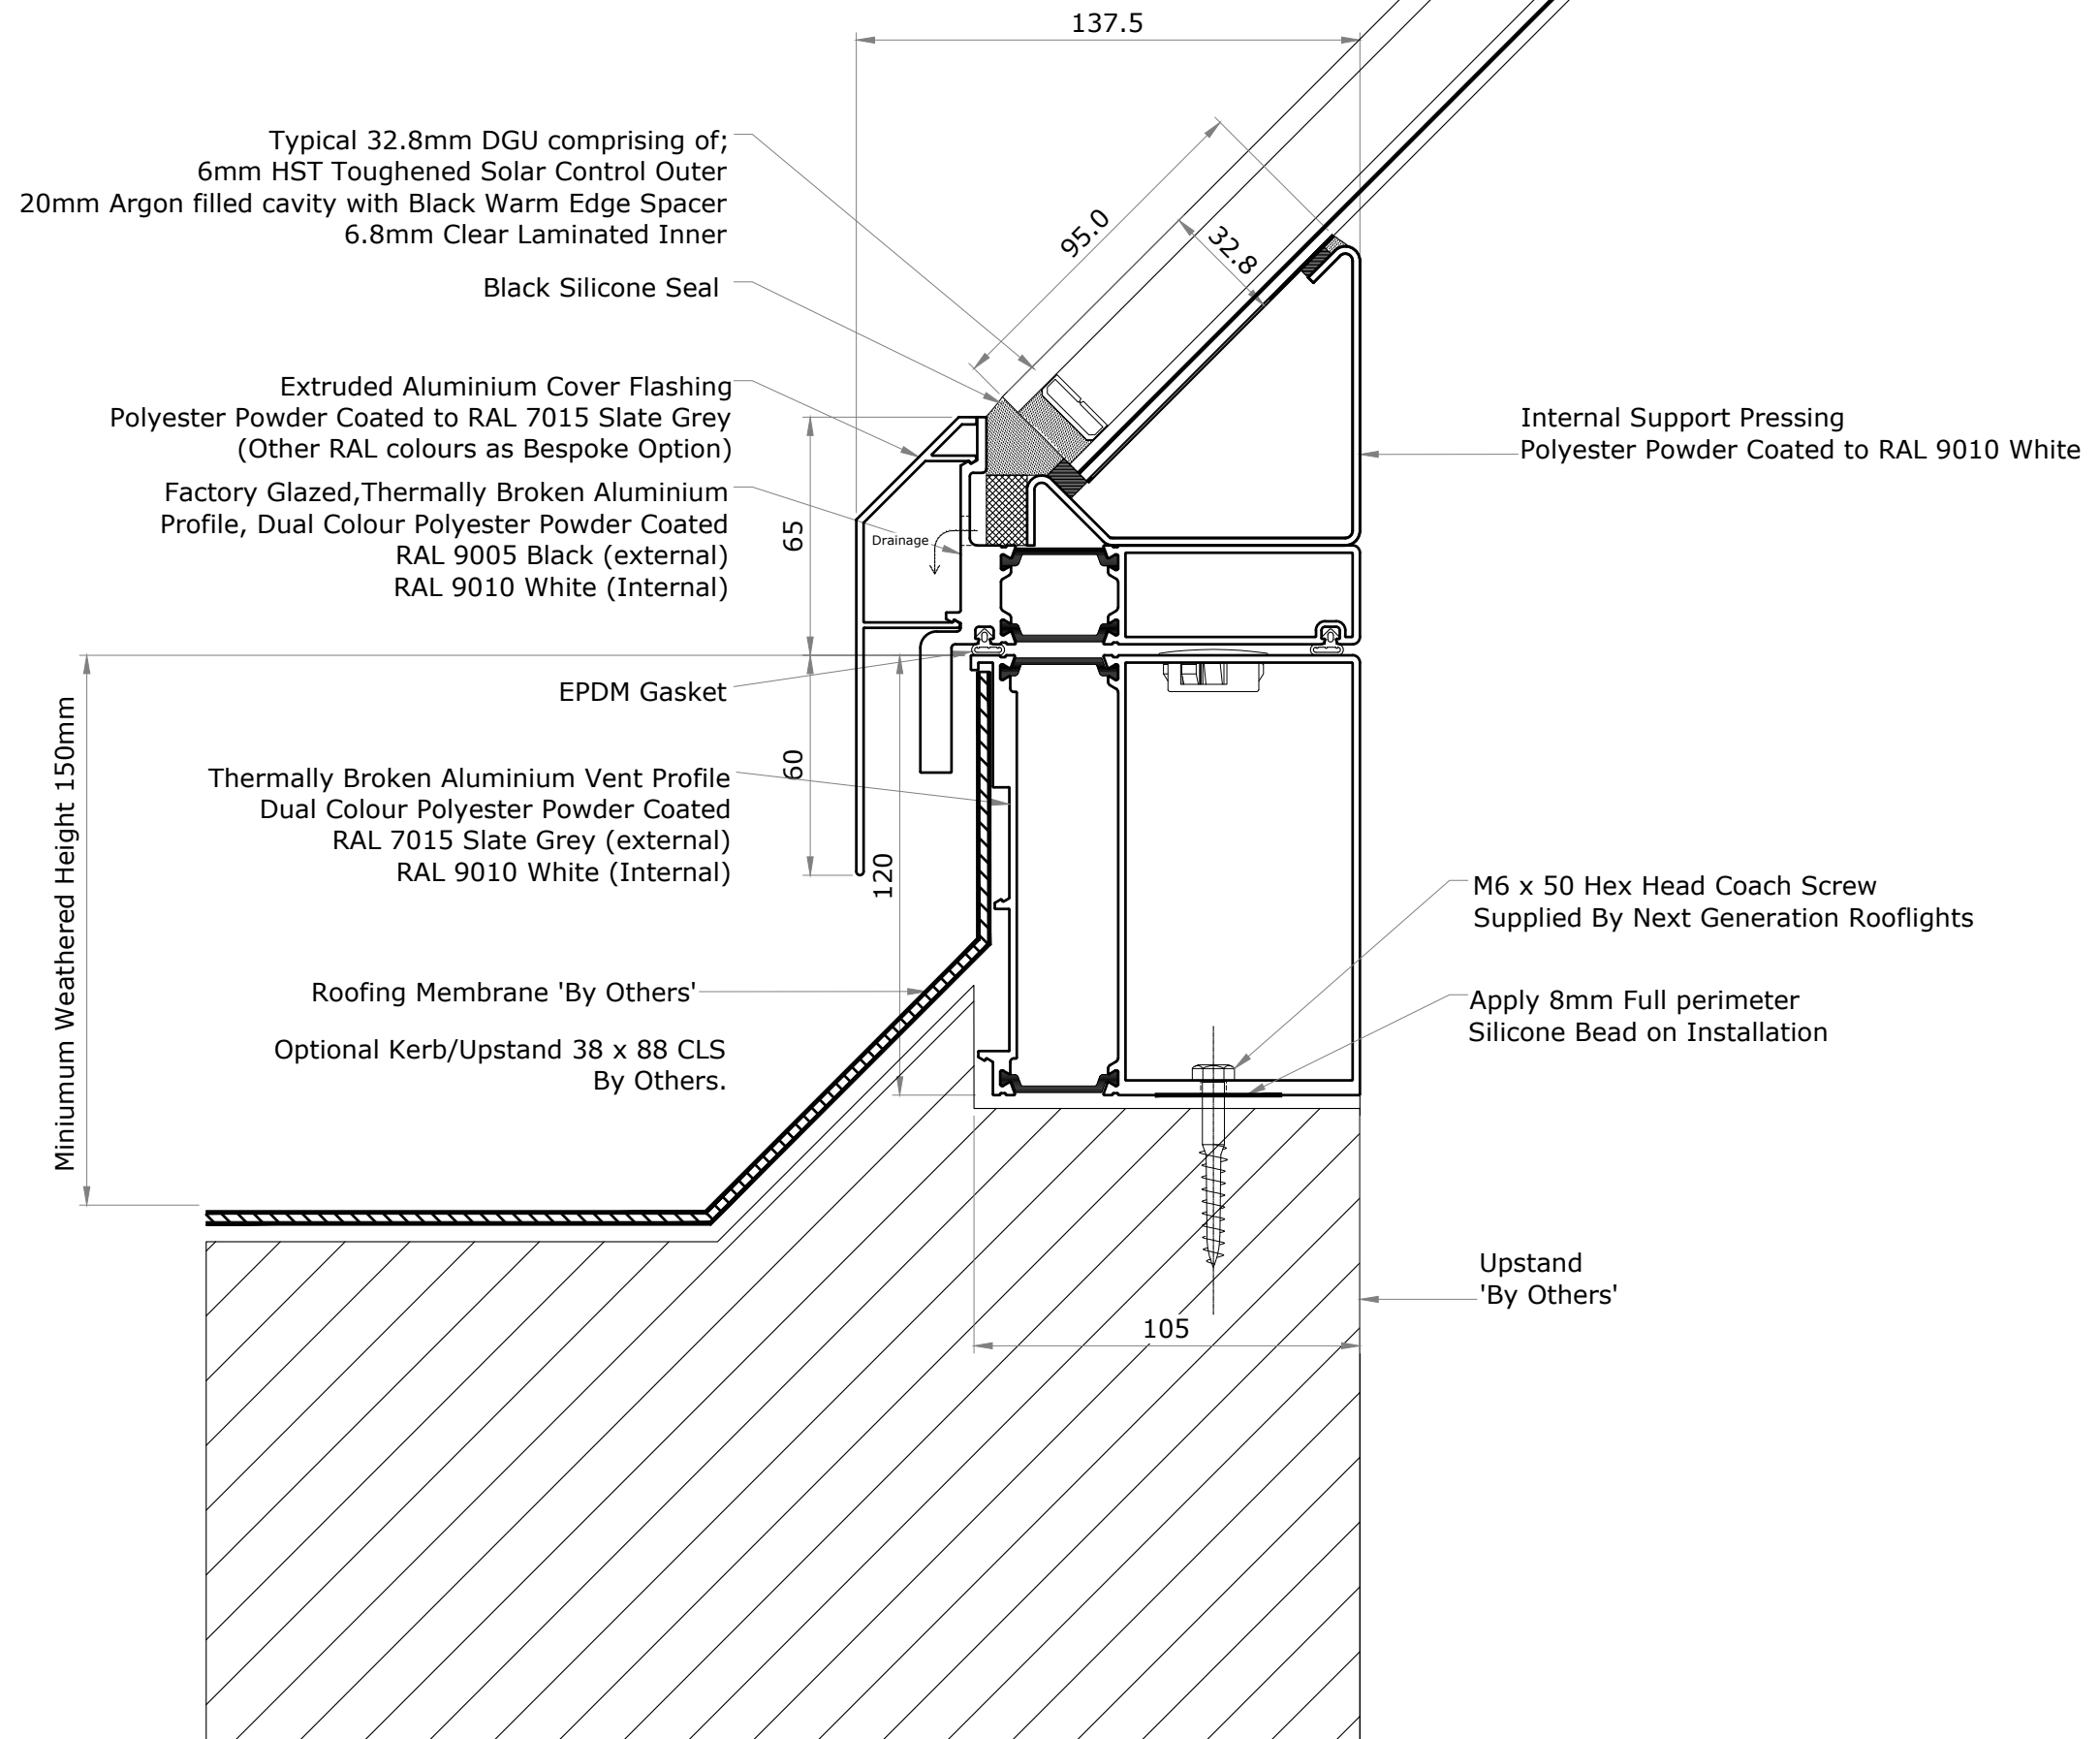 137.5
Typical 32.8mm DGU comprising of;
6mm HST Toughened Solar Control Outer
20mm Argon filled cavity with Black Warm Edge Spacer
6.8mm Clear Laminated Inner
95.0
32.8
Black Silicone Seal
Extruded Aluminium Cover Flashing
Polyester Powder Coated to RAL 7015 Slate Grey
(Other RAL colours as Bespoke Option)
Internal Support Pressing
Polyester Powder Coated to RAL 9010 White
Factory Glazed,Thermally Broken Aluminium
Profile, Dual Colour Polyester Powder Coated
RAL 9005 Black (external)
RAL 9010 White (Internal)
65
Drainage
EPDM Gasket
Miniumum Weathered Height 150mm
Thermally Broken Aluminium Vent Profile
Dual Colour Polyester Powder Coated
RAL 7015 Slate Grey (external)
RAL 9010 White (Internal)
60
120
M6 x 50 Hex Head Coach Screw
Supplied By Next Generation Rooflights
Roofing Membrane 'By Others'
Apply 8mm Full perimeter
Silicone Bead on Installation
Optional Kerb/Upstand 38 x 88 CLS
By Others.
Upstand
'By Others'
105